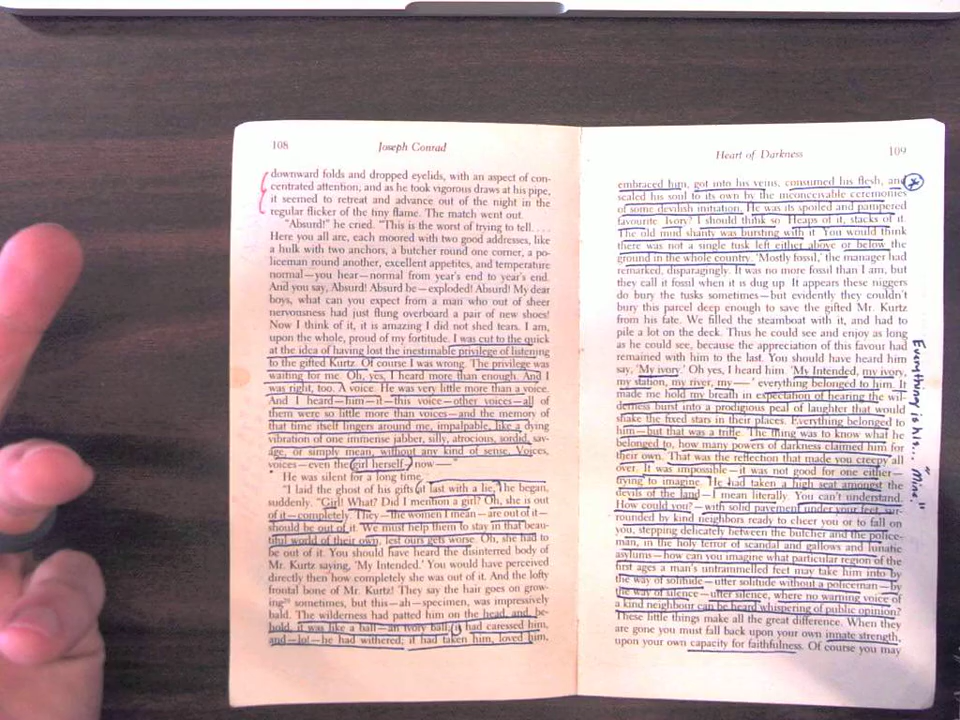 108
Joseph Conrad
downward folds and dropped eyelids, with an aspect of con-
centrated attention; and as he took vigorous draws at his pipe,
it seemed to retreat and advance out of the night in the
regular flicker of the tiny flame. The match went out.
"Absurd!" he cried. "This is the worst of trying to tell. . . .
Here you all are, each moored with two good addresses, like
a hulk with two anchors, a butcher round one corner, a po-
liceman round another, excellent appetites, and temperature
normal—you hear—normal from year's end to year's end.
And you say, Absurd! Absurd be—exploded! Absurd! My dear
boys, what can you expect from a man who out of sheer
nervousness had just flung overboard a pair of new shoes!
Now I think of it, it is amazing I did not shed tears. I am,
upon the whole, proud of my fortitude. I was cut to the quick
at the idea of having lost the inestimable privilege of listening
to the gifted Kurtz. Of course I was wrong. The privilege was
waiting for me. Oh, yes, I heard more than enough. And I
was right, too. A voice. He was very little more than a voice.
And I heard—him—it—this voice—other voices—all of
them were so little more than voices—and the memory of
that time itself lingers around me, impalpable, like a dying
vibration of one immense jabber, silly, atrocious, sordid, sav-
age, or simply mean, without any kind of sense. Voices,
voices—even the girl herself—now—"
He was silent for a long time.
"I laid the ghost of his gifts at last with a lie," he began,
suddenly. "Girl! What? Did I mention a girl? Oh, she is out
of it—completely. They—the women I mean—are out of it—
should be out of it. We must help them to stay in that beau-
tiful world of their own, lest ours gets worse. Oh, she had to
be out of it. You should have heard the disinterred body of
Mr. Kurtz saying, 'My Intended.' You would have perceived
directly then how completely she was out of it. And the lofty
frontal bone of Mr. Kurtz! They say the hair goes on grow-
ing sometimes, but this—ah—specimen, was impressively
bald. The wilderness had patted him on the head, and, be-
hold, it was like a ball—an ivory ball; it had caressed him,
and—lo!—he had withered; it had taken him, loved him,
Heart of Darkness
109
embraced him, got into his veins, consumed his flesh, and
sealed his soul to its own by the inconceivable ceremonies
of some devilish initiation. He was its spoiled and pampered
favourite. Ivory? I should think so. Heaps of it, stacks of it.
The old mud shanty was bursting with it. You would think
there was not a single tusk left either above or below the
ground in the whole country. 'Mostly fossil,' the manager had
remarked, disparagingly. It was no more fossil than I am, but
they call it fossil when it is dug up. It appears these niggers
do bury the tusks sometimes—but evidently they couldn't
bury this parcel deep enough to save the gifted Mr. Kurtz
from his fate. We filled the steamboat with it, and had to
pile a lot on the deck. Thus he could see and enjoy as long
as he could see, because the appreciation of this favour had
remained with him to the last. You should have heard him
say, 'My ivory.' Oh yes, I heard him. 'My Intended, my ivory,
my station, my river, my—' everything belonged to him. It
made me hold my breath in expectation of hearing the wil-
derness burst into a prodigious peal of laughter that would
shake the fixed stars in their places. Everything belonged to
him—but that was a trifle. The thing was to know what he
belonged to, how many powers of darkness claimed him for
their own. That was the reflection that made you creepy all
over. It was impossible—it was not good for one either—
trying to imagine. He had taken a high seat amongst the
devils of the land—I mean literally. You can't understand.
How could you?—with solid pavement under your feet, sur-
rounded by kind neighbors ready to cheer you or to fall on
you, stepping delicately between the butcher and the police-
man, in the holy terror of scandal and gallows and lunatic
asylums—how can you imagine what particular region of the
first ages a man's untrammelled feet may take him into by
the way of solitude—utter solitude without a policeman—by
the way of silence—utter silence, where no warning voice of
a kind neighbour can be heard whispering of public opinion?
These little things make all the great difference. When they
are gone you must fall back upon your own innate strength,
upon your own capacity for faithfulness. Of course you may
Everything is his... "Mine."